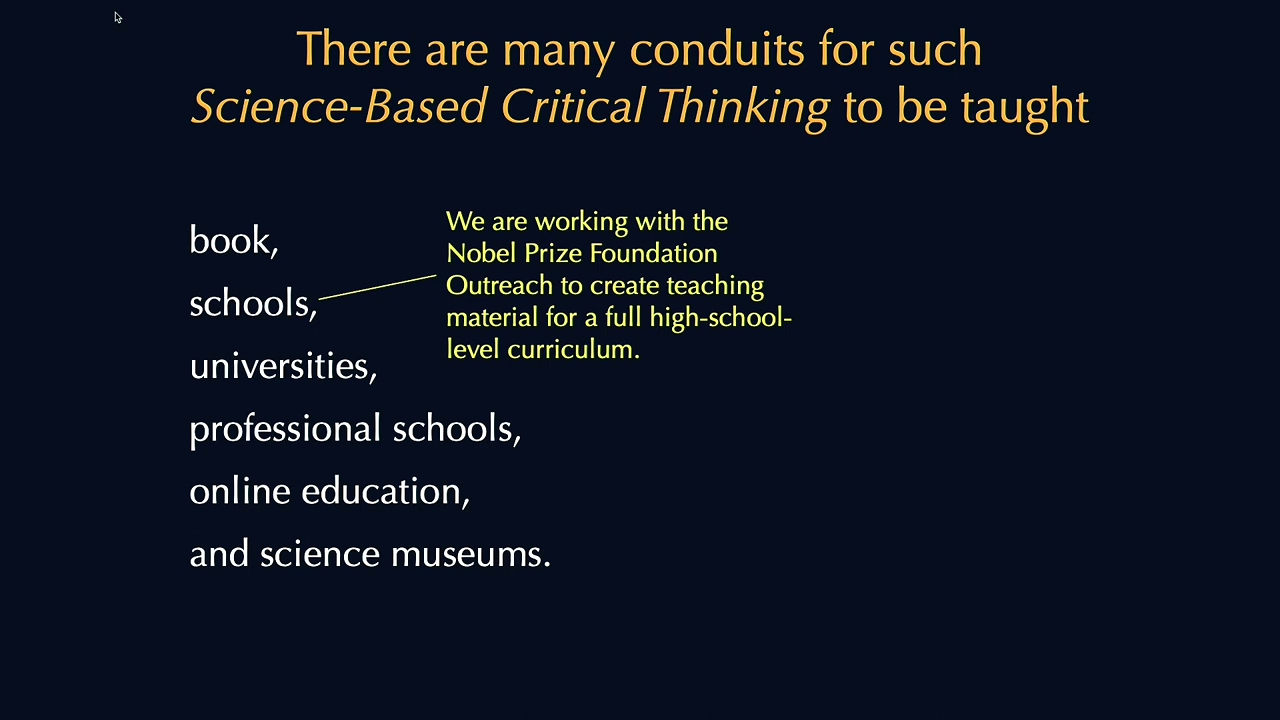 There are many conduits for such
Science-Based Critical Thinking to be taught
book,
schools,
universities,
professional schools,
online education,
and science museums.
We are working with the
Nobel Prize Foundation
Outreach to create teaching
material for a full high-school-
level curriculum.